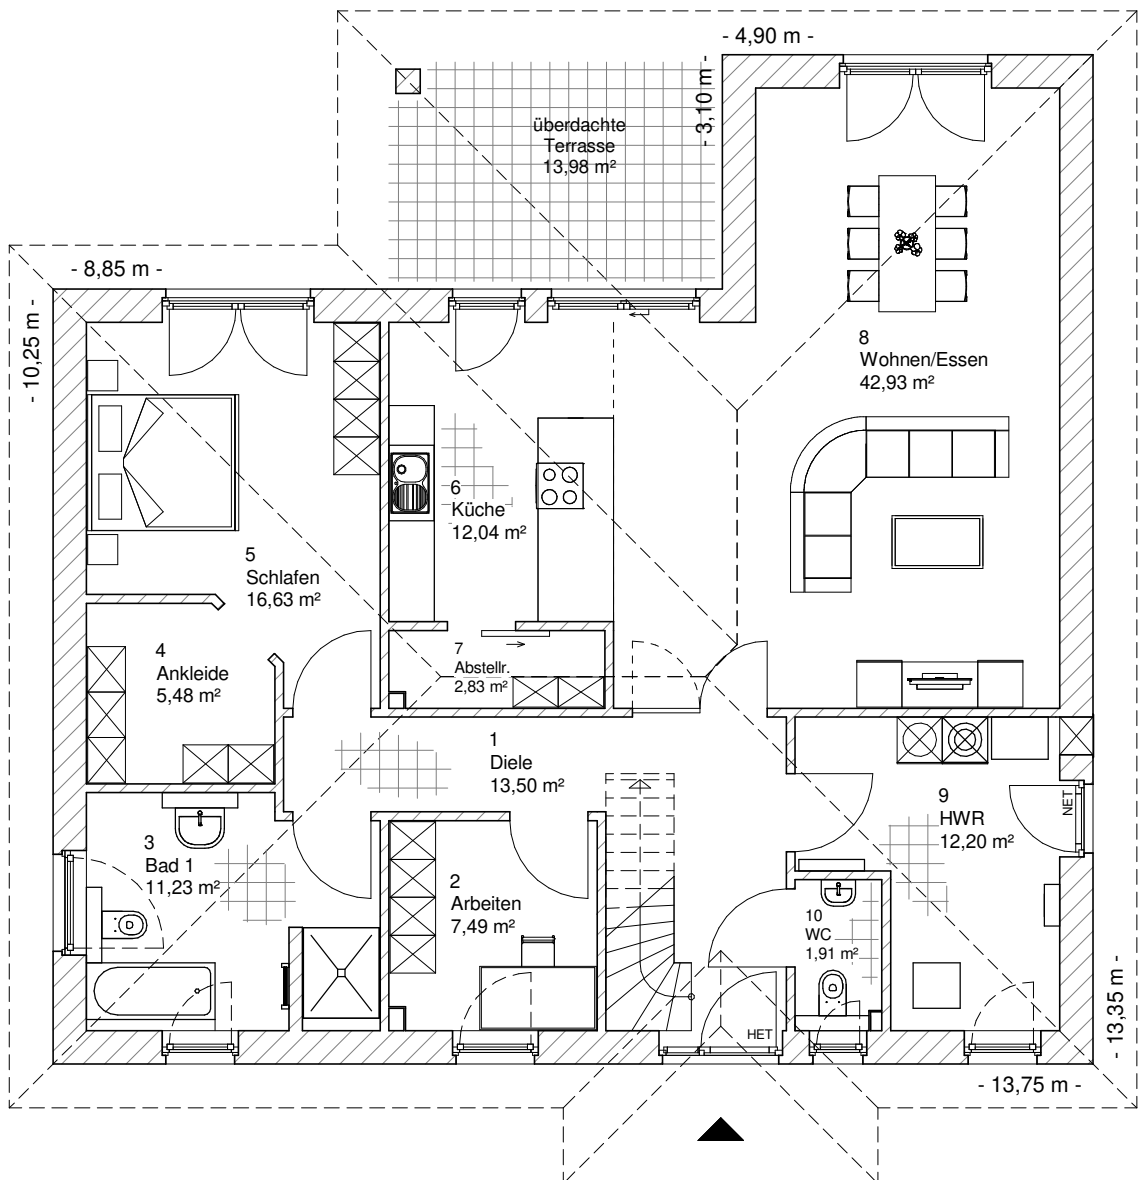 - 4,90 m -
- 3,10 m -
überdachte
Terrasse
13,98 m²
- 8,85 m -
- 10,25 m -
8
Wohnen/Essen
42,93 m²
6
Küche
12,04 m²
5
Schlafen
16,63 m²
4
Ankleide
5,48 m²
7
Abstellr.
2,83 m²
1
Diele
13,50 m²
9
HWR
12,20 m²
NET
3
Bad 1
11,23 m²
2
Arbeiten
7,49 m²
10
WC
1,91 m²
HET
- 13,35 m -
- 13,75 m -